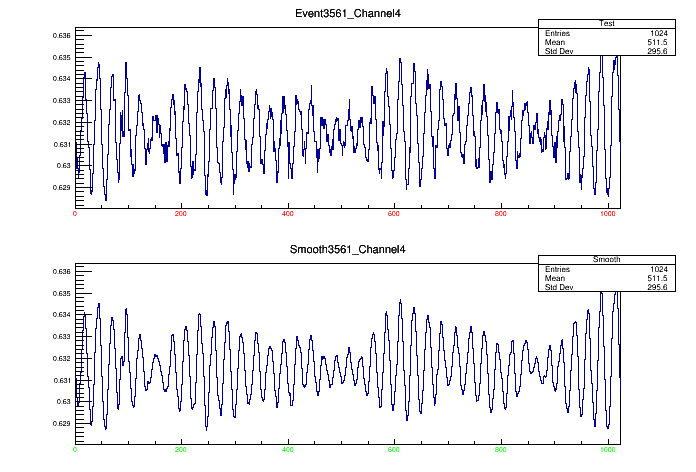 Event3561_Channel4
Test
Entries 1024
Mean 511.5
Std Dev 295.6
0.636
0.635
0.634
0.633
0.632
0.631
0.63
0.629
0 200 400 600 800 1000
Smooth3561_Channel4
Smooth
Entries 1024
Mean 511.5
Std Dev 295.6
0.636
0.635
0.634
0.633
0.632
0.631
0.63
0.629
0 200 400 600 800 1000